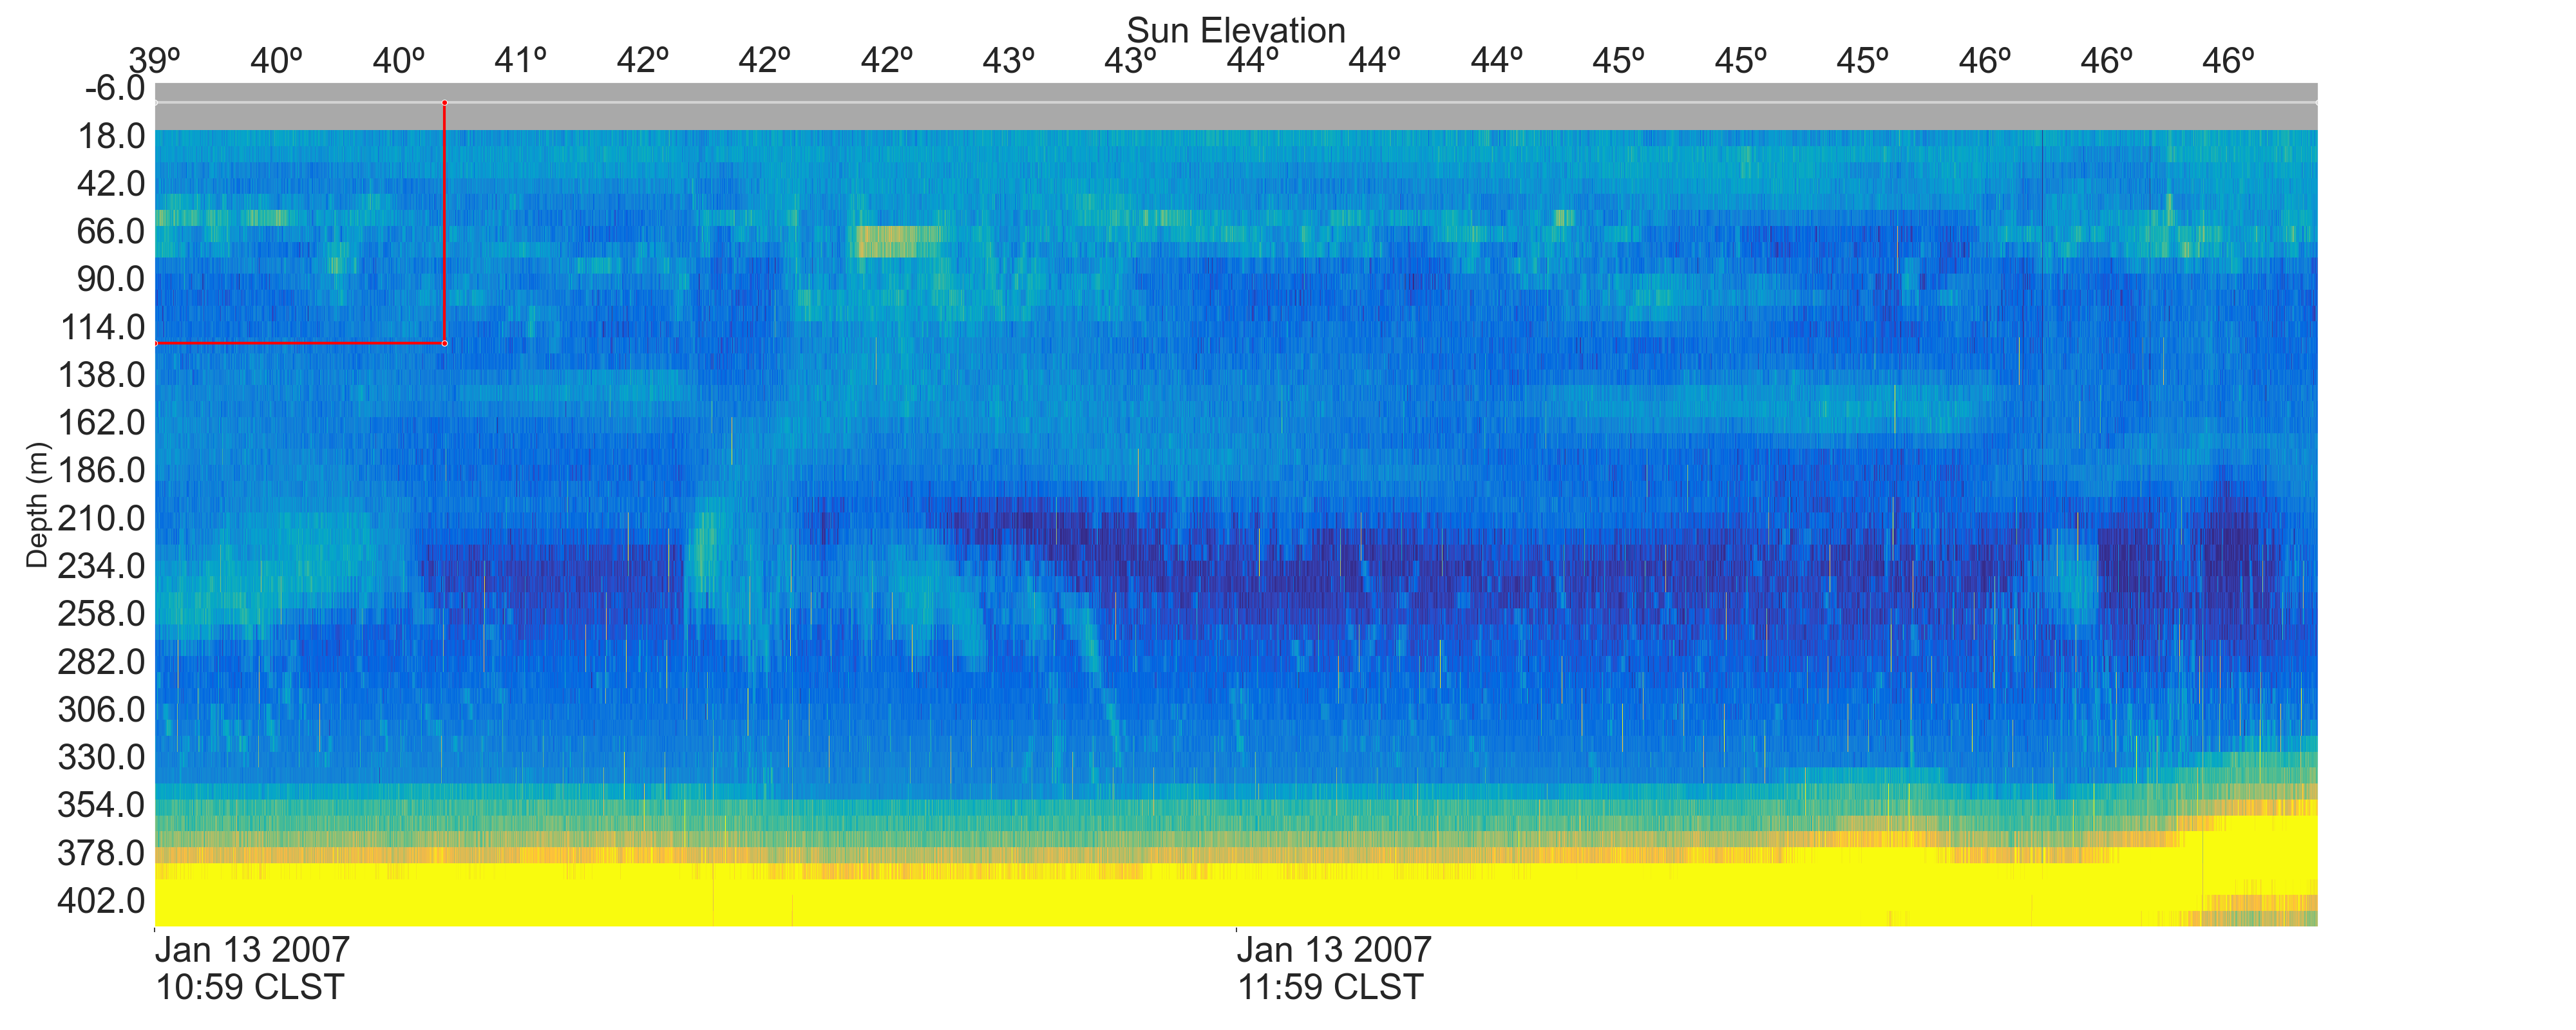 Sun Elevation
39º 40º 40º 41º 42º 42º 42º 43º 43º 44º 44º 44º 45º 45º 45º 46º 46º 46º
-6.0
18.0
42.0
66.0
90.0
114.0
138.0
162.0
186.0
210.0
234.0
258.0
282.0
306.0
330.0
354.0
378.0
402.0
Depth (m)
Jan 13 2007
10:59 CLST
Jan 13 2007
11:59 CLST